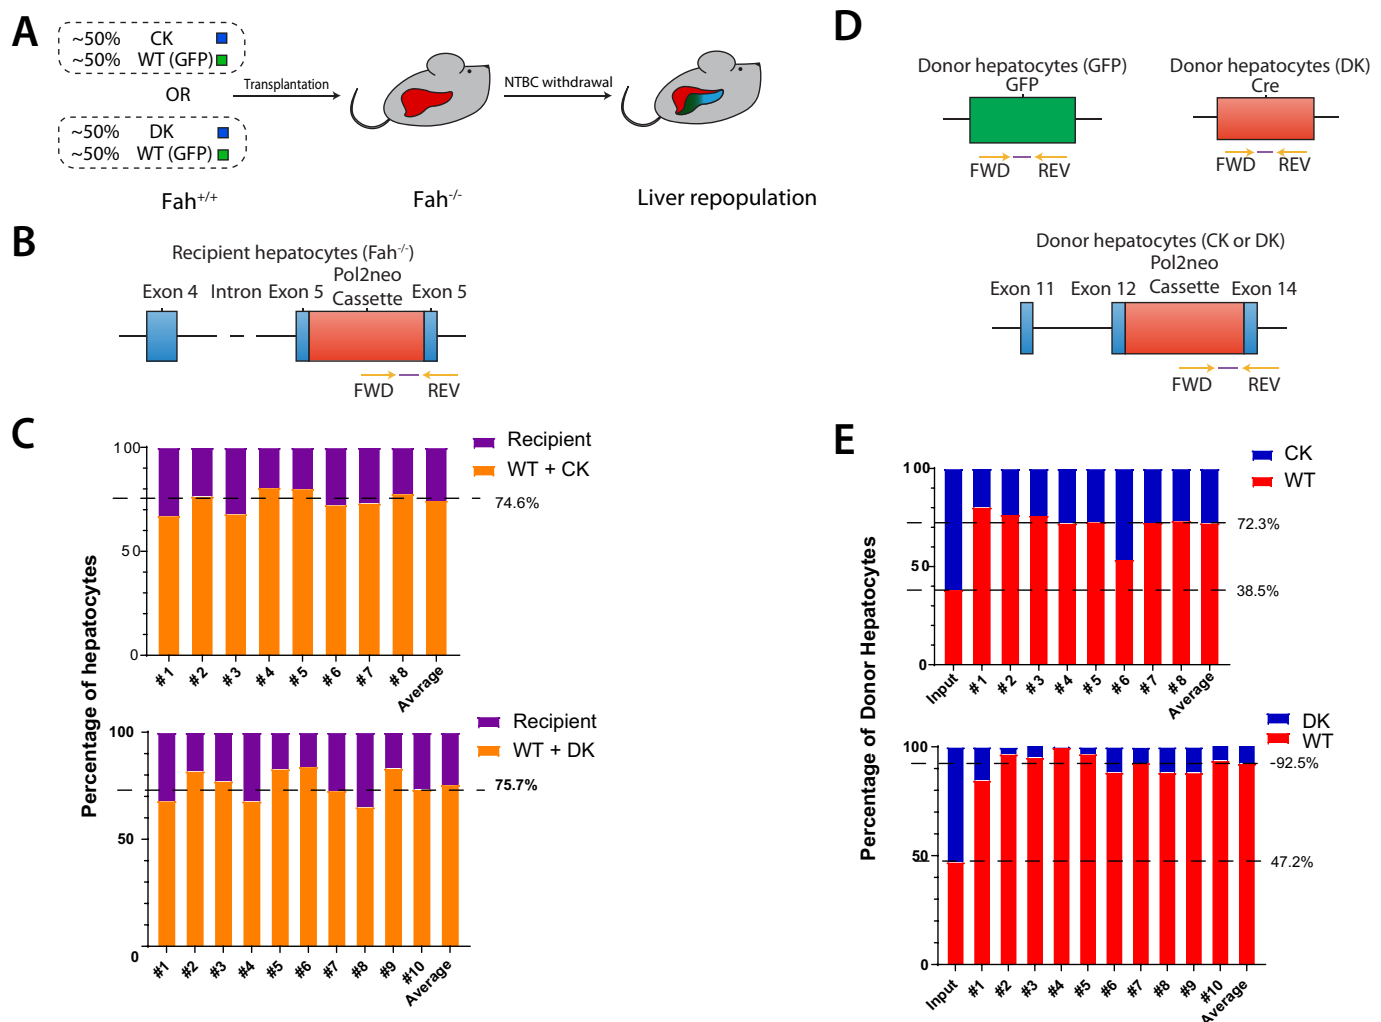 A
~50% CK
~50% WT (GFP)
OR
~50% DK
~50% WT (GFP)
Fah+/+
Transplantation
Fah-/-
NTBC withdrawal
Liver repopulation
B
Recipient hepatocytes (Fah-/-)
Pol2neo
Exon 4 Intron Exon 5 Cassette Exon 5
FWD REV
C
Percentage of hepatocytes
100
50
0
#1 #2 #3 #4 #5 #6 #7 #8 Average
Recipient
WT + CK
74.6%
100
50
0
#1 #2 #3 #4 #5 #6 #7 #8 #9 #10 Average
Recipient
WT + DK
75.7%
D
Donor hepatocytes (GFP)
GFP
FWD REV
Donor hepatocytes (DK)
Cre
FWD REV
Donor hepatocytes (CK or DK)
Pol2neo
Exon 11 Exon 12 Cassette Exon 14
FWD REV
E
Percentage of Donor Hepatocytes
100
50
0
Input #1 #2 #3 #4 #5 #6 #7 #8 Average
CK
WT
72.3%
38.5%
100
50
0
Input #1 #2 #3 #4 #5 #6 #7 #8 #9 #10 Average
DK
WT
92.5%
47.2%